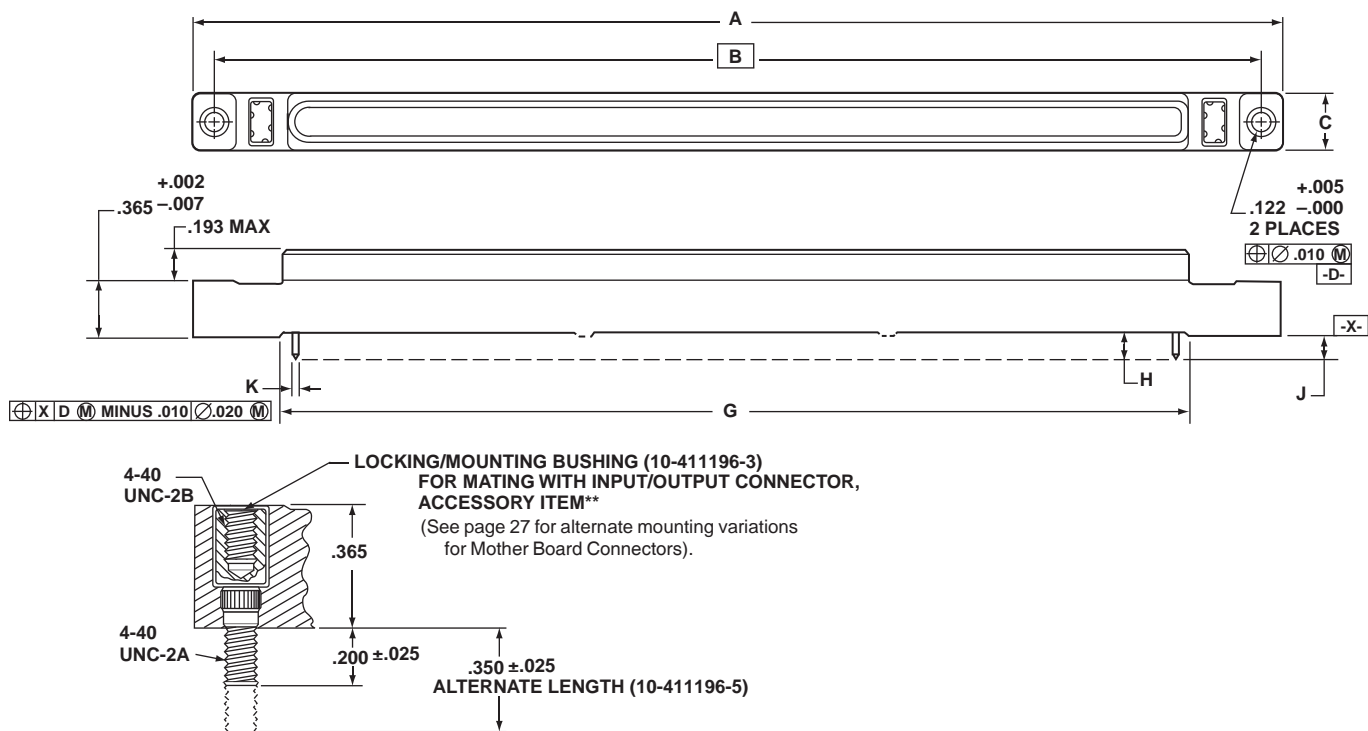 A
B
C
+.002
.365 –.007
.193 MAX
+.005
.122 –.000
2 PLACES
⌖ ∅ .010 Ⓜ
-D-
-X-
K
H
J
⌖ X D Ⓜ MINUS .010 ∅.020 Ⓜ
G
LOCKING/MOUNTING BUSHING (10-411196-3)
4-40
UNC-2B
FOR MATING WITH INPUT/OUTPUT CONNECTOR,
ACCESSORY ITEM**
(See page 27 for alternate mounting variations
for Mother Board Connectors).
.365
4-40
UNC-2A
.200 ±.025
.350 ±.025
ALTERNATE LENGTH (10-411196-5)